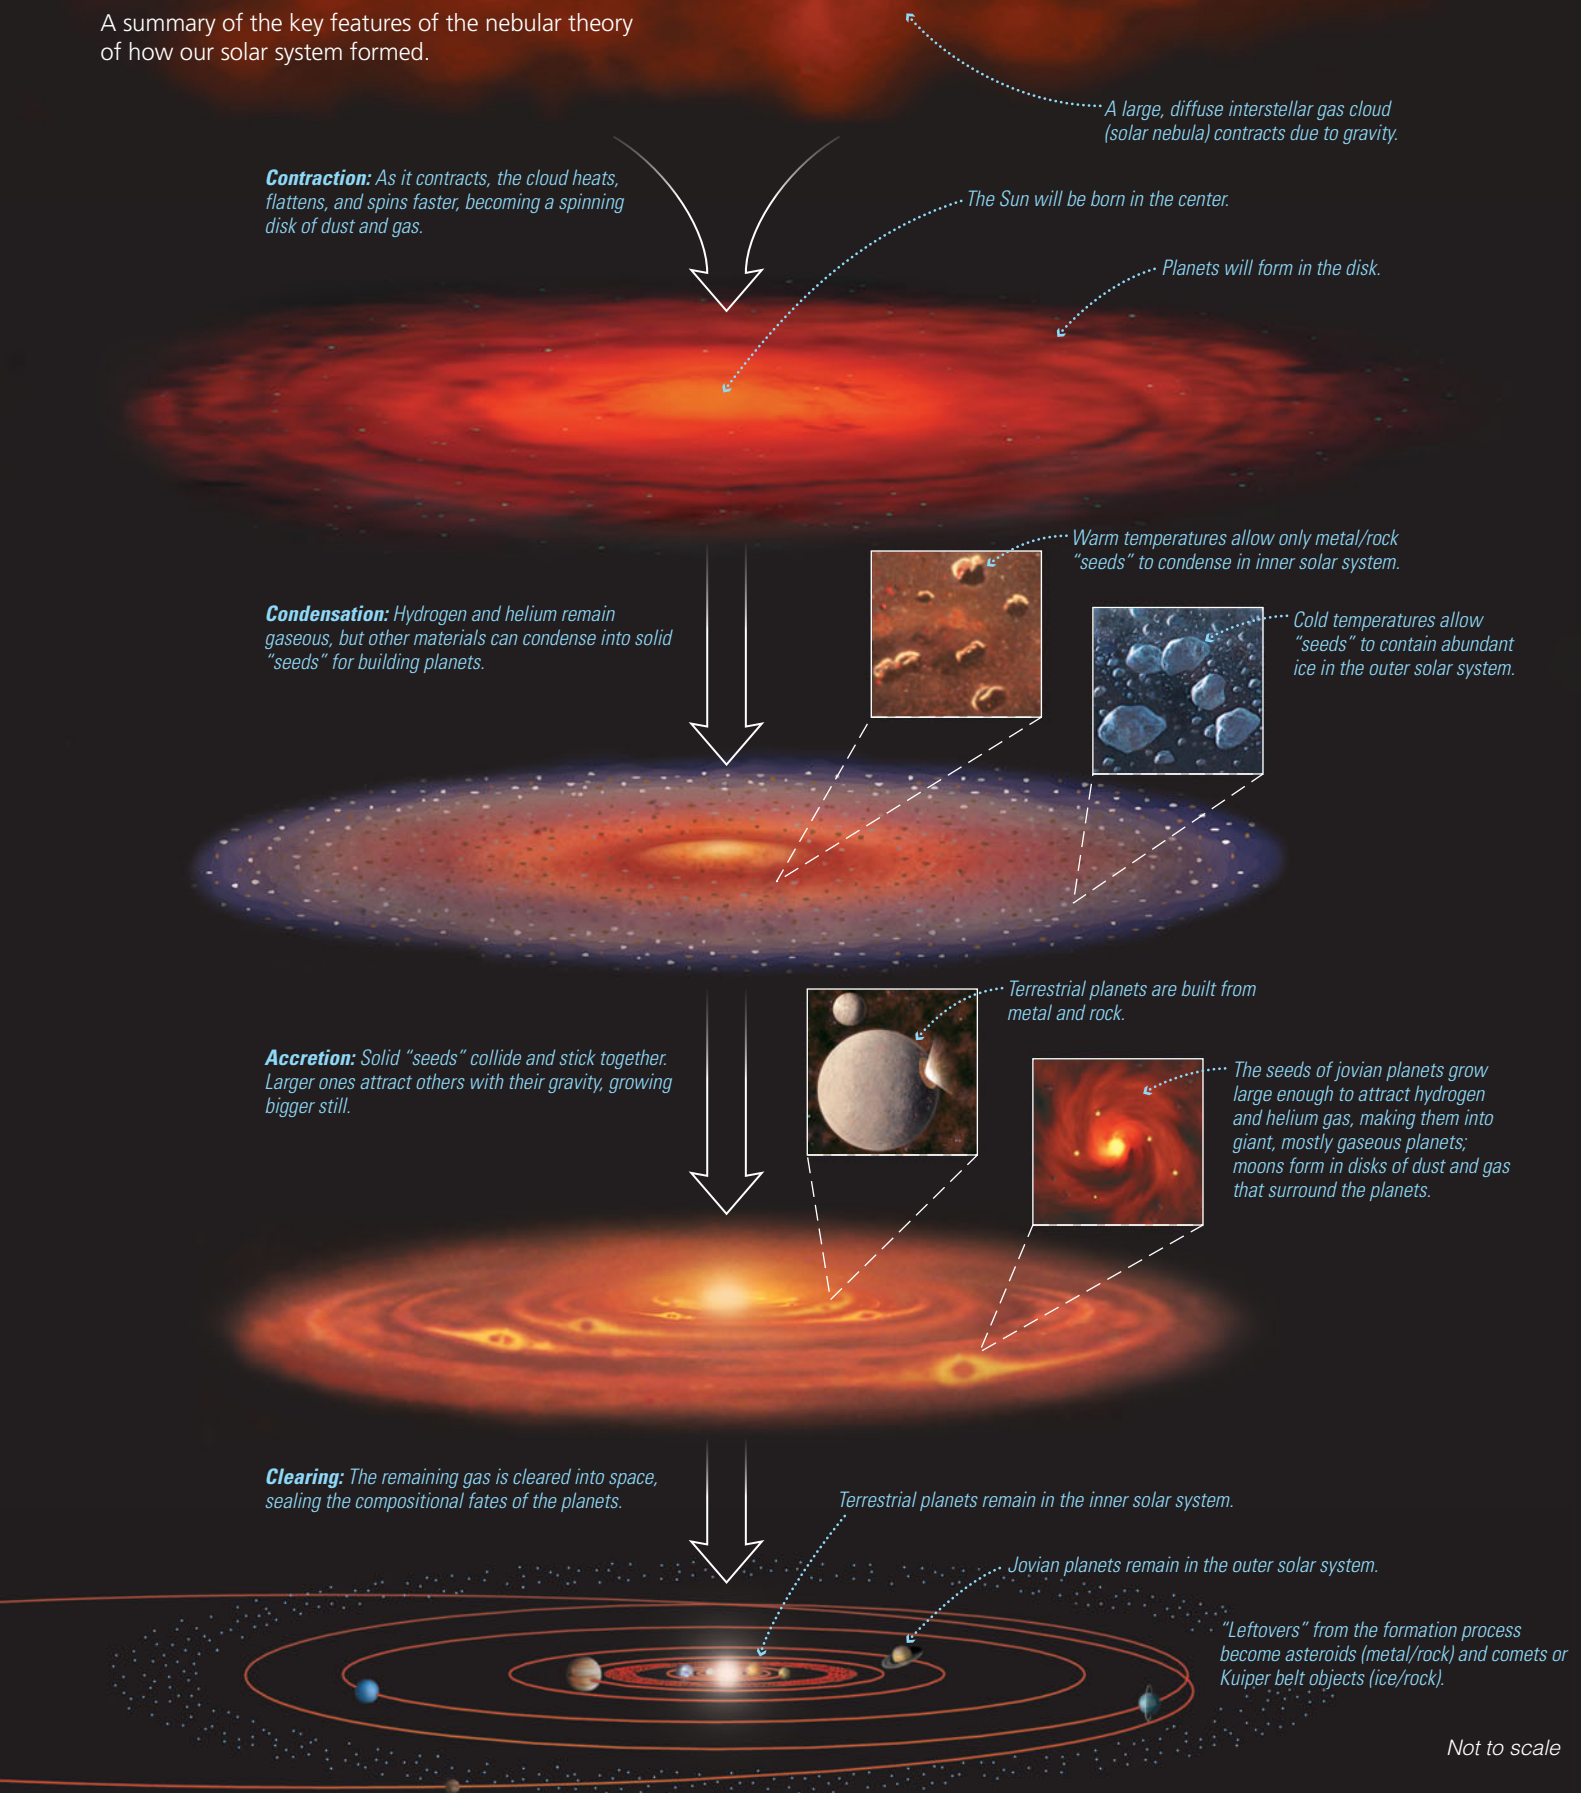 A summary of the key features of the nebular theory
of how our solar system formed.
A large, diffuse interstellar gas cloud
(solar nebula) contracts due to gravity.
Contraction: As it contracts, the cloud heats,
flattens, and spins faster, becoming a spinning
disk of dust and gas.
The Sun will be born in the center.
Planets will form in the disk.
Warm temperatures allow only metal/rock
“seeds” to condense in inner solar system.
Condensation: Hydrogen and helium remain
gaseous, but other materials can condense into solid
“seeds” for building planets.
Cold temperatures allow
“seeds” to contain abundant
ice in the outer solar system.
Terrestrial planets are built from
metal and rock.
Accretion: Solid “seeds” collide and stick together.
Larger ones attract others with their gravity, growing
bigger still.
The seeds of jovian planets grow
large enough to attract hydrogen
and helium gas, making them into
giant, mostly gaseous planets;
moons form in disks of dust and gas
that surround the planets.
Clearing: The remaining gas is cleared into space,
sealing the compositional fates of the planets.
Terrestrial planets remain in the inner solar system.
Jovian planets remain in the outer solar system.
“Leftovers” from the formation process
become asteroids (metal/rock) and comets or
Kuiper belt objects (ice/rock).
Not to scale